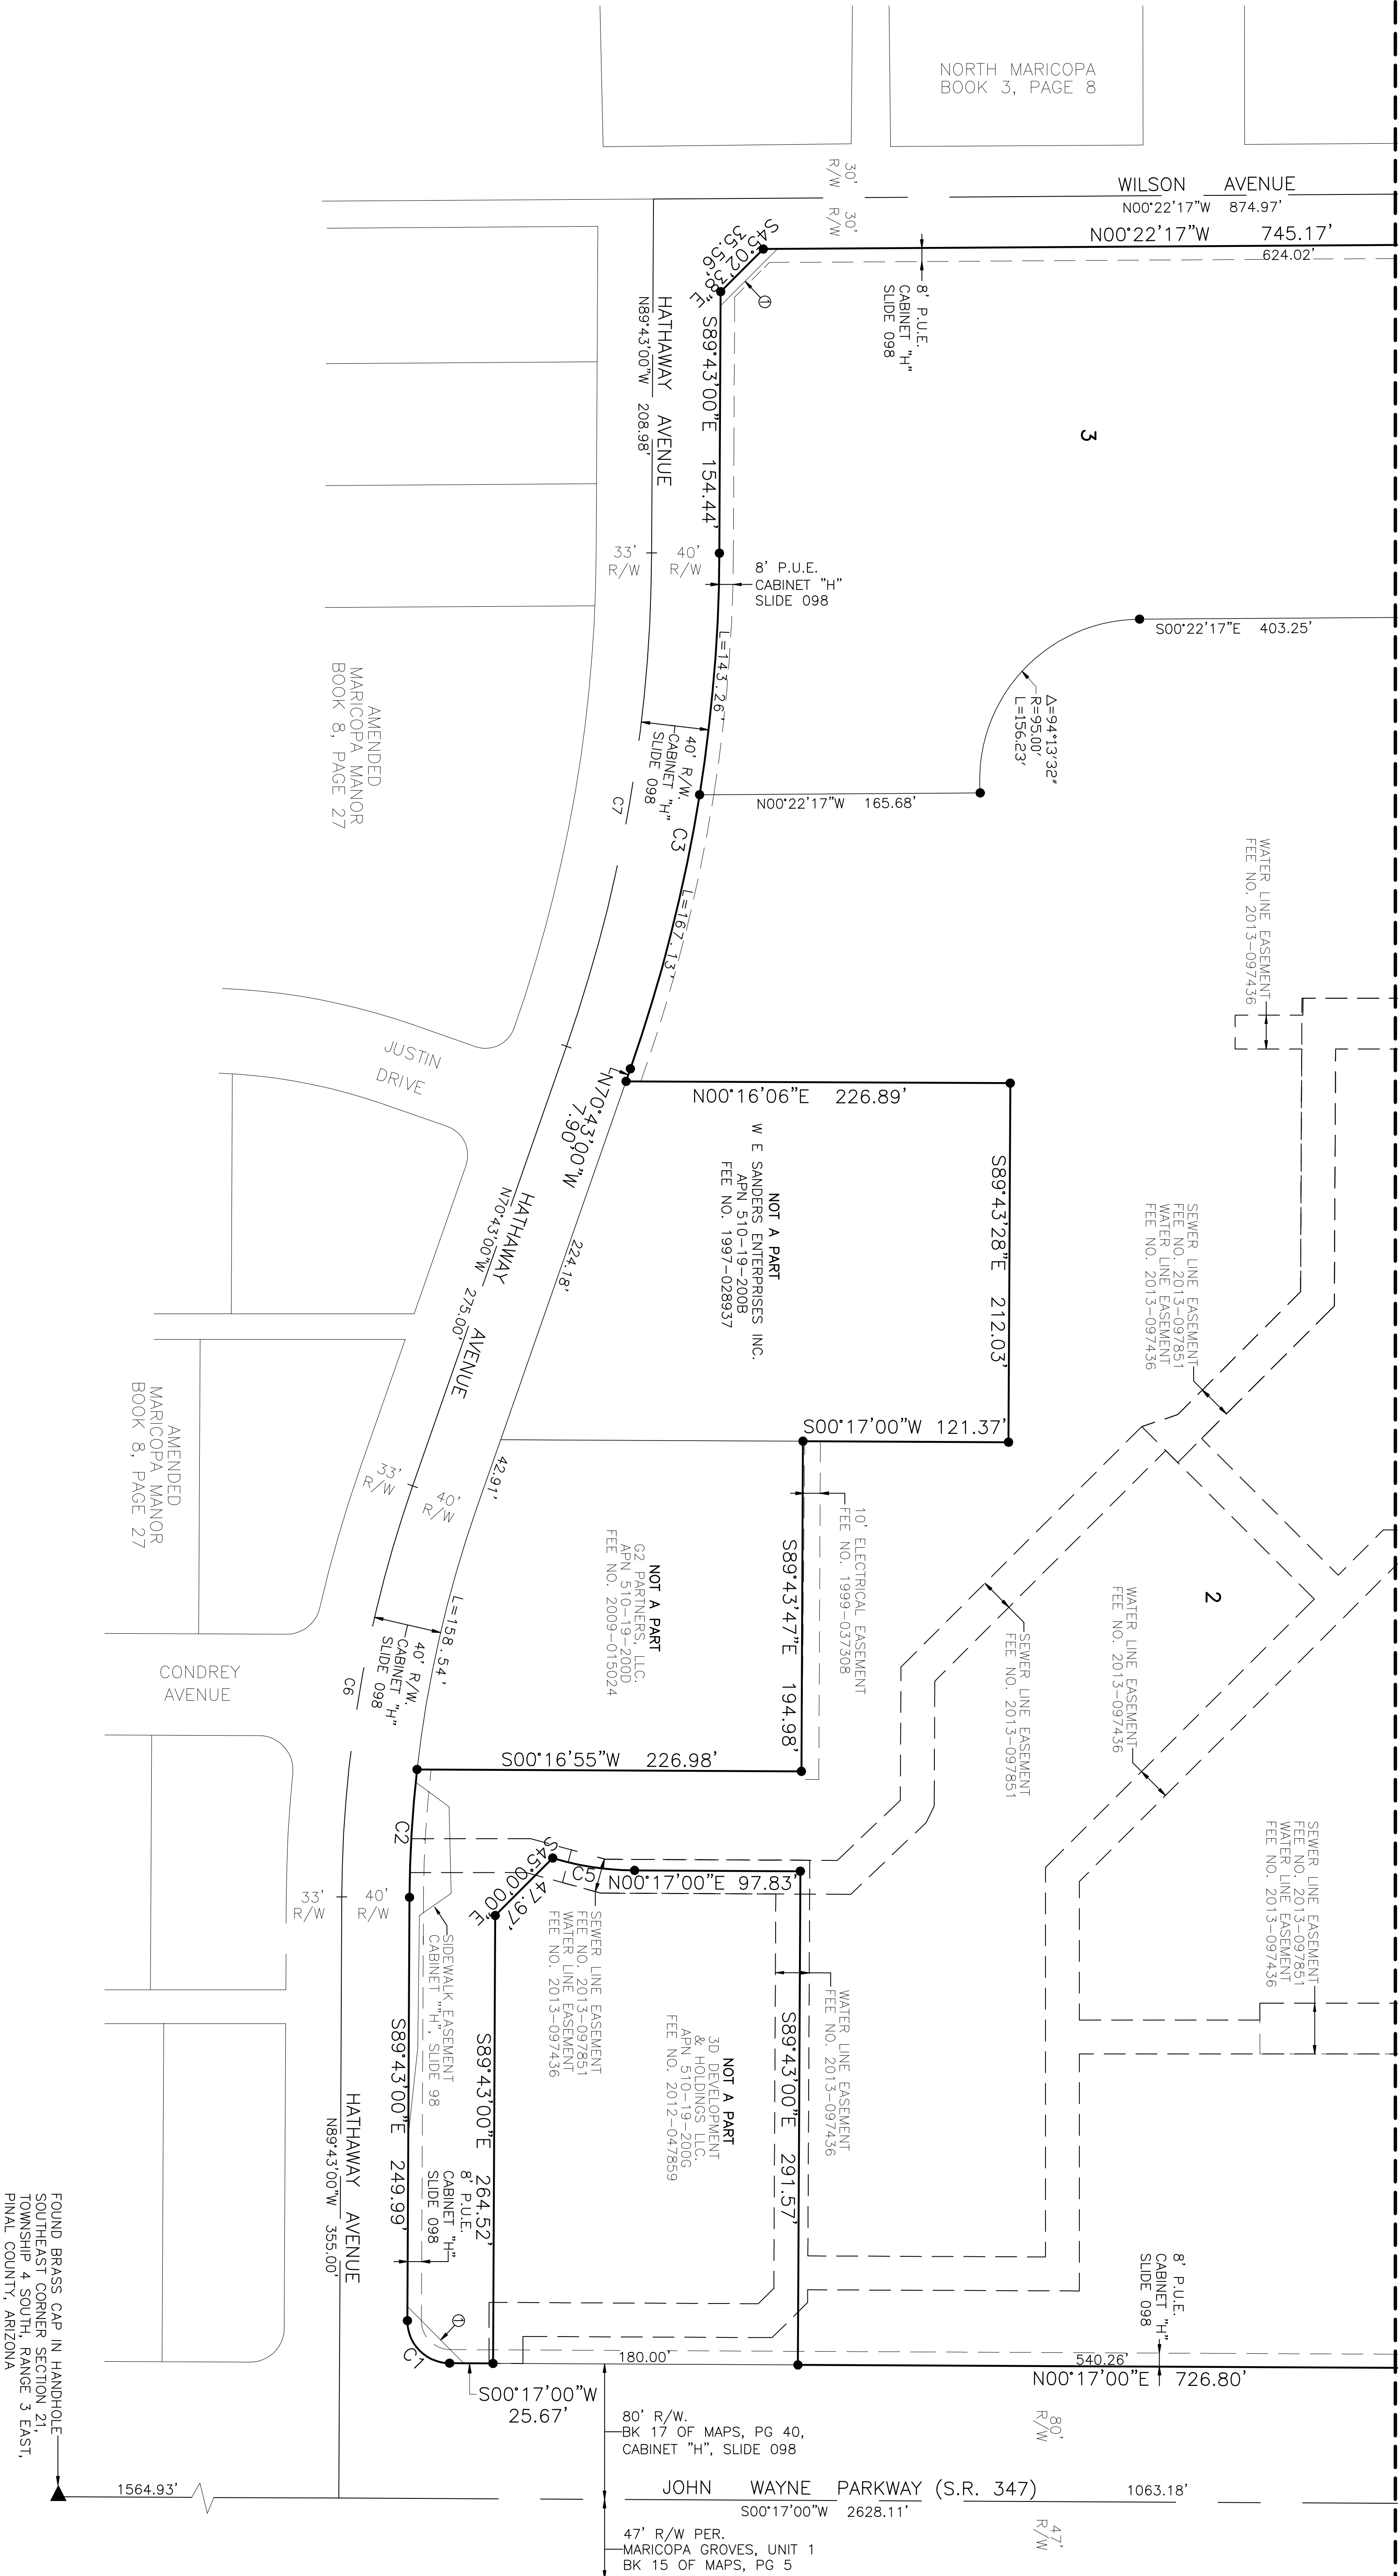 NORTH MARICOPA
BOOK 3, PAGE 8
30'
R/W
30'
R/W
WILSON AVENUE
N00°22'17"W 874.97'
N00°22'17"W 745.17'
624.02'
S45°02'38"E
35.56'
①
8' P.U.E.
CABINET "H"
SLIDE 098
HATHAWAY AVENUE
N89°43'00"W 208.98'
S89°43'00"E 154.44'
3
33'
R/W
40'
R/W
8' P.U.E.
CABINET "H"
SLIDE 098
S00°22'17"E 403.25'
L=143.26'
Δ=94°13'32"
R=95.00'
L=156.23'
AMENDED
MARICOPA MANOR
BOOK 8, PAGE 27
40' R/W.
CABINET "H"
SLIDE 098
C7
C3
N00°22'17"W 165.68'
L=167.13'
WATER LINE EASEMENT
FEE NO. 2013-097436
JUSTIN
DRIVE
N70°43'00"W
7.90'
N00°16'06"E 226.89'
NOT A PART
W E SANDERS ENTERPRISES INC.
APN 510-19-200B
FEE NO. 1997-028937
S89°43'28"E 212.03'
SEWER LINE EASEMENT
FEE NO. 2013-097851
WATER LINE EASEMENT
FEE NO. 2013-097436
HATHAWAY AVENUE
N70°43'00"W 275.00'
224.18'
S00°17'00"W 121.37'
AMENDED
MARICOPA MANOR
BOOK 8, PAGE 27
33'
R/W
40'
R/W
42.91'
10' ELECTRICAL EASEMENT
FEE NO. 1999-037308
S89°43'47"E 194.98'
NOT A PART
G2 PARTNERS, LLC.
APN 510-19-200D
FEE NO. 2009-015024
2
WATER LINE EASEMENT
FEE NO. 2013-097436
SEWER LINE EASEMENT
FEE NO. 2013-097851
L=158.54'
40' R/W.
CABINET "H"
SLIDE 098
C6
CONDREY
AVENUE
S00°16'55"W 226.98'
C2
S45°00'00"E
47.97'
C5
N00°17'00"E 97.83'
33'
R/W
40'
R/W
SEWER LINE EASEMENT
FEE NO. 2013-097851
WATER LINE EASEMENT
FEE NO. 2013-097436
SEWER LINE EASEMENT
FEE NO. 2013-097851
WATER LINE EASEMENT
FEE NO. 2013-097436
SIDEWALK EASEMENT
CABINET ""H", SLIDE 98
WATER LINE EASEMENT
FEE NO. 2013-097436
S89°43'00"E 291.57'
NOT A PART
3D DEVELOPMENT
& HOLDINGS LLC.
APN 510-19-200G
FEE NO. 2012-047859
S89°43'00"E 264.52'
S89°43'00"E 249.99'
8' P.U.E.
CABINET "H"
SLIDE 098
HATHAWAY AVENUE
N89°43'00"W 355.00'
8' P.U.E.
CABINET "H"
SLIDE 098
①
C1
180.00'
540.26'
N00°17'00"E 726.80'
S00°17'00"W
25.67'
80' R/W.
BK 17 OF MAPS, PG 40,
CABINET "H", SLIDE 098
80'
R/W
FOUND BRASS CAP IN HANDHOLE
SOUTHEAST CORNER SECTION 21,
TOWNSHIP 4 SOUTH, RANGE 3 EAST,
PINAL COUNTY, ARIZONA
1564.93'
JOHN WAYNE PARKWAY (S.R. 347)
S00°17'00"W 2628.11'
1063.18'
47' R/W PER.
MARICOPA GROVES, UNIT 1
BK 15 OF MAPS, PG 5
47'
R/W